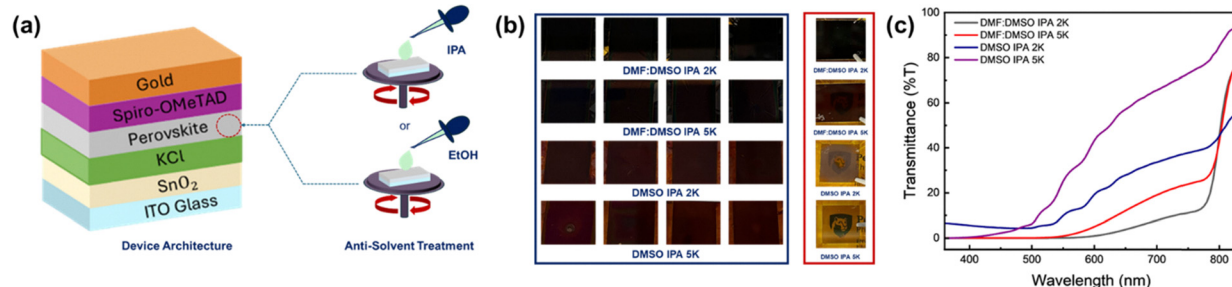 (a)
Gold
Spiro-OMeTAD
Perovskite
KCl
SnO₂
ITO Glass
Device Architecture
IPA
or
EtOH
Anti-Solvent Treatment
(b)
DMF:DMSO IPA 2K
DMF:DMSO IPA 5K
DMSO IPA 2K
DMSO IPA 5K
DMF:DMSO IPA 2K
DMF:DMSO IPA 5K
DMSO IPA 2K
DMSO IPA 5K
(c)
DMF:DMSO IPA 2K
DMF:DMSO IPA 5K
DMSO IPA 2K
DMSO IPA 5K
Transmittance (%T)
100
80
60
40
20
0
400
500
600
700
800
Wavelength (nm)